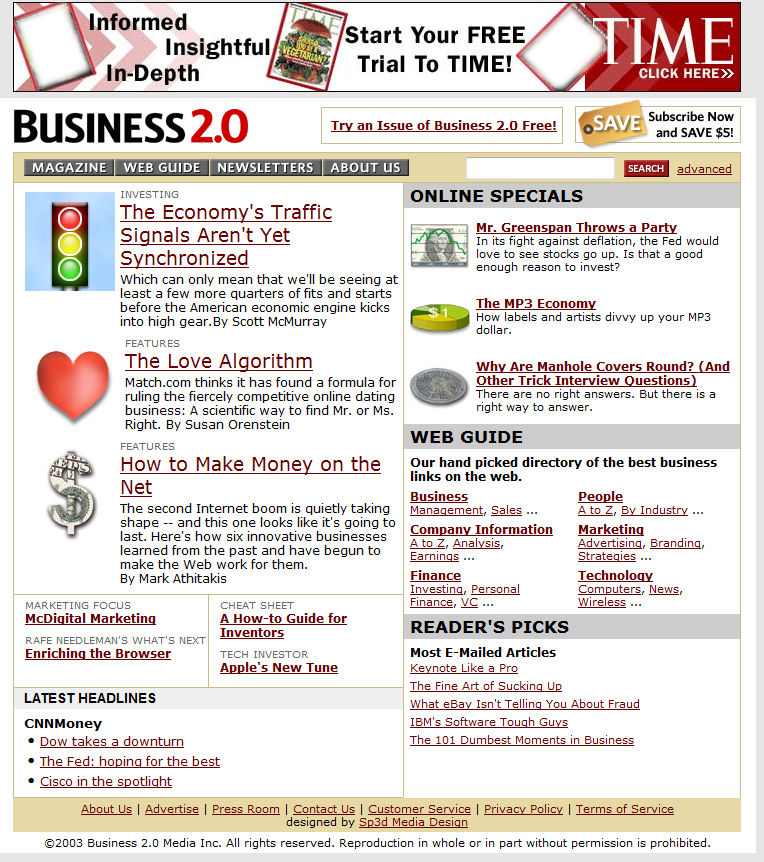 Informed
Insightful
In-Depth
TIME
Start Your FREE
Trial To TIME!
TIME
CLICK HERE>>
BUSINESS 2.0
Try an Issue of Business 2.0 Free!
SAVE
Subscribe Now
and SAVE $5!
MAGAZINE WEB GUIDE NEWSLETTERS ABOUT US
SEARCH advanced
INVESTING
The Economy's Traffic
Signals Aren't Yet
Synchronized
Which can only mean that we'll be seeing at
least a few more quarters of fits and starts
before the American economic engine kicks
into high gear.By Scott McMurray
FEATURES
The Love Algorithm
Match.com thinks it has found a formula for
ruling the fiercely competitive online dating
business: A scientific way to find Mr. or Ms.
Right. By Susan Orenstein
FEATURES
How to Make Money on the
Net
The second Internet boom is quietly taking
shape -- and this one looks like it's going to
last. Here's how six innovative businesses
learned from the past and have begun to
make the Web work for them.
By Mark Athitakis
MARKETING FOCUS
McDigital Marketing
RAFE NEEDLEMAN'S WHAT'S NEXT
Enriching the Browser
CHEAT SHEET
A How-to Guide for
Inventors
TECH INVESTOR
Apple's New Tune
LATEST HEADLINES
CNNMoney
• Dow takes a downturn
• The Fed: hoping for the best
• Cisco in the spotlight
ONLINE SPECIALS
Mr. Greenspan Throws a Party
In its fight against deflation, the Fed would
love to see stocks go up. Is that a good
enough reason to invest?
$1
The MP3 Economy
How labels and artists divvy up your MP3
dollar.
Why Are Manhole Covers Round? (And
Other Trick Interview Questions)
There are no right answers. But there is a
right way to answer.
WEB GUIDE
Our hand picked directory of the best business
links on the web.
Business
Management, Sales ...
People
A to Z, By Industry ...
Company Information
A to Z, Analysis,
Earnings ...
Marketing
Advertising, Branding,
Strategies ...
Finance
Investing, Personal
Finance, VC ...
Technology
Computers, News,
Wireless ...
READER'S PICKS
Most E-Mailed Articles
Keynote Like a Pro
The Fine Art of Sucking Up
What eBay Isn't Telling You About Fraud
IBM's Software Tough Guys
The 101 Dumbest Moments in Business
About Us | Advertise | Press Room | Contact Us | Customer Service | Privacy Policy | Terms of Service
designed by Sp3d Media Design
©2003 Business 2.0 Media Inc. All rights reserved. Reproduction in whole or in part without permission is prohibited.